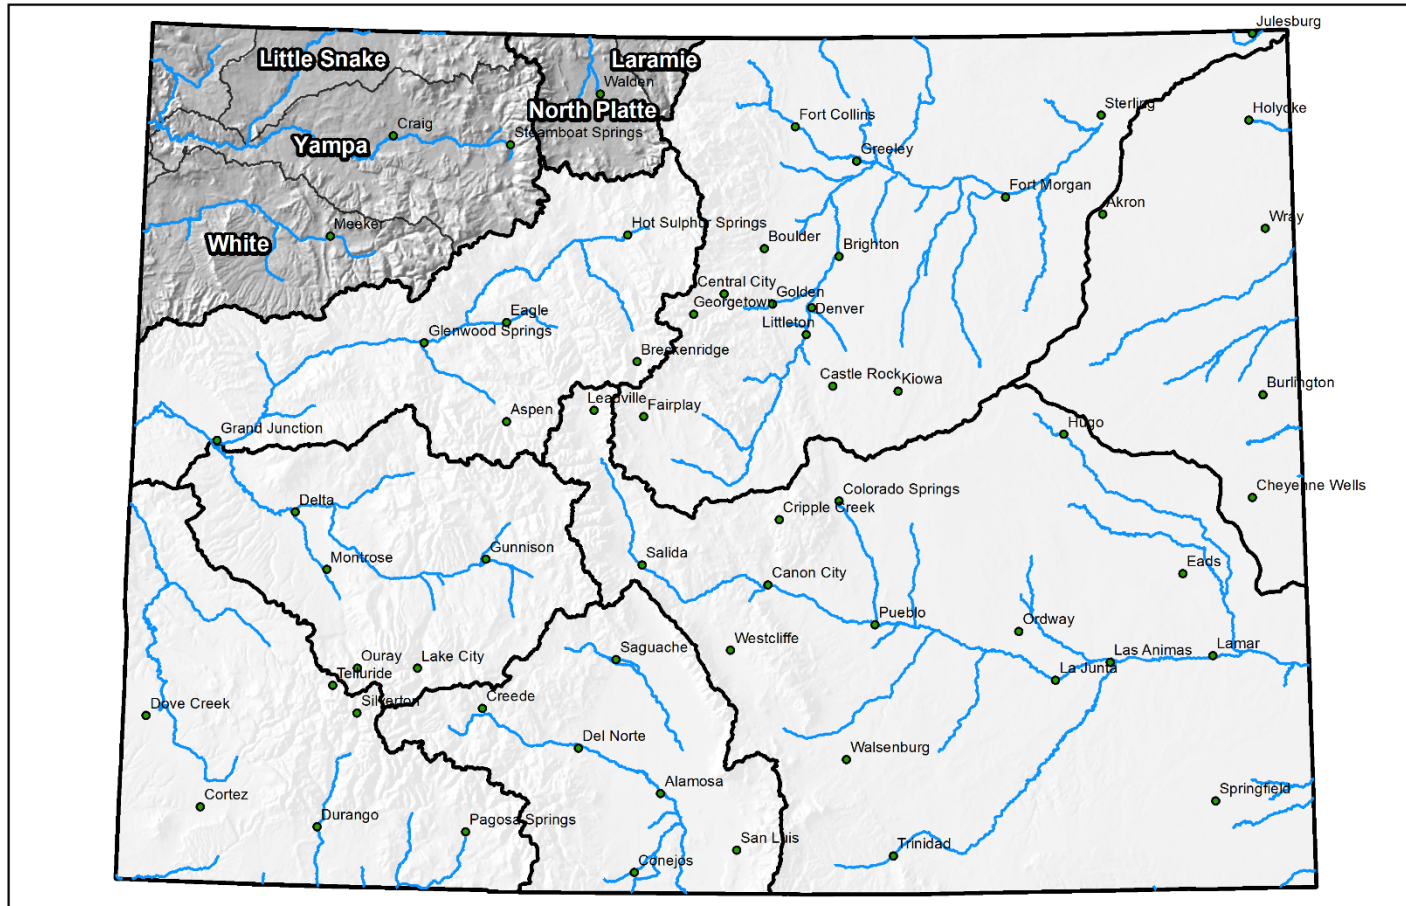 Julesburg
Little Snake
Laramie
Walden
North Platte
Sterling
Holyoke
Fort Collins
Craig
Steamboat Springs
Yampa
Greeley
Fort Morgan
Akron
Wray
Meeker
White
Hot Sulphur Springs
Boulder
Brighton
Central City
Golden
Georgetown
Denver
Eagle
Littleton
Glenwood Springs
Breckenridge
Castle Rock
Kiowa
Burlington
Leadville
Aspen
Fairplay
Grand Junction
Hugo
Colorado Springs
Cheyenne Wells
Delta
Cripple Creek
Gunnison
Salida
Montrose
Canon City
Eads
Pueblo
Ordway
Westcliffe
Saguache
Lamar
Ouray
Lake City
Las Animas
Telluride
La Junta
Creede
Silverton
Dove Creek
Del Norte
Walsenburg
Alamosa
Springfield
Cortez
Durango
Pagosa Springs
San Luis
Trinidad
Conejos